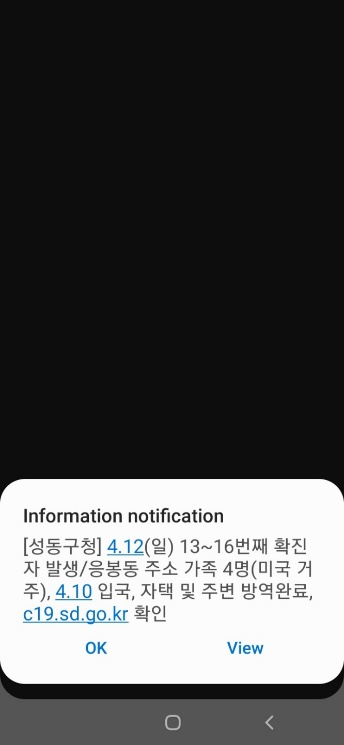 Information notification
[성동구청] 4.12(일) 13~16번째 확진
자 발생/응봉동 주소 가족 4명(미국 거
주), 4.10 입국, 자택 및 주변 방역완료,
c19.sd.go.kr 확인
OK View